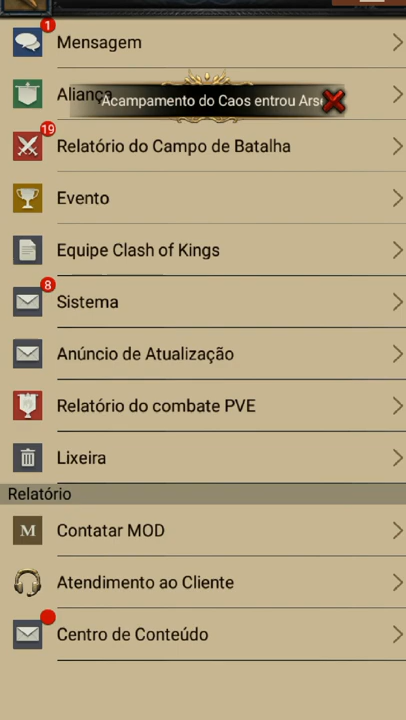 1
Mensagem
Aliança
Acampamento do Caos entrou
19
Relatório do Campo de Batalha
Evento
Equipe Clash of Kings
8
Sistema
Anúncio de Atualização
Relatório do combate PVE
Lixeira
Relatório
M
Contatar MOD
Atendimento ao Cliente
Centro de Conteúdo